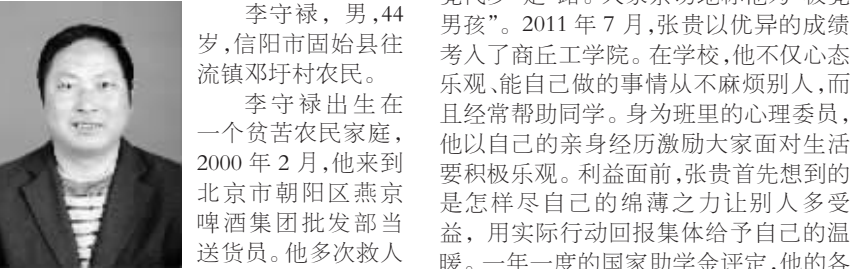 李守禄，男，44
岁，信阳市固始县往
流镇邓圩村农民。
李守禄出生在
一个贫苦农民家庭，
2000 年 2 月，他来到
北京市朝阳区燕京
啤酒集团批发部当
送货员。他多次救人
男孩”。2011 年 7 月，张贵以优异的成绩
考入了商丘工学院。在学校，他不仅心态
乐观、能自己做的事情从不麻烦别人，而
且经常帮助同学。身为班里的心理委员，
他以自己的亲身经历激励大家面对生活
要积极乐观。利益面前，张贵首先想到的
是怎样尽自己的绵薄之力让别人多受
益，用实际行动回报集体给予自己的温
暖。一年一度的国家助学金评定，他的各